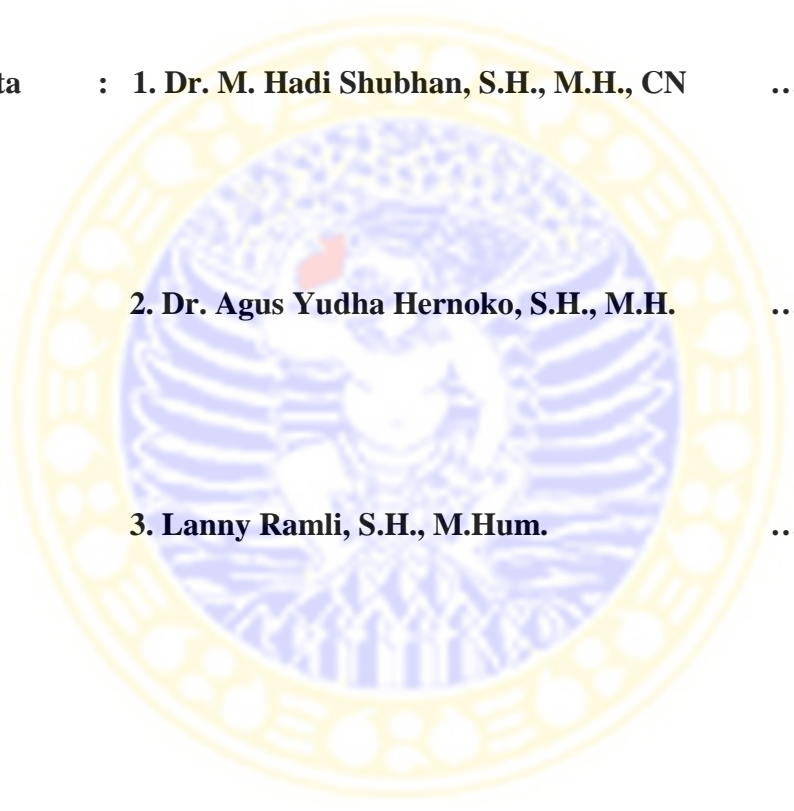 ta : 1. Dr. M. Hadi Shubhan, S.H., M.H., CN ..
2. Dr. Agus Yudha Hernoko, S.H., M.H. ..
3. Lanny Ramli, S.H., M.Hum. ..